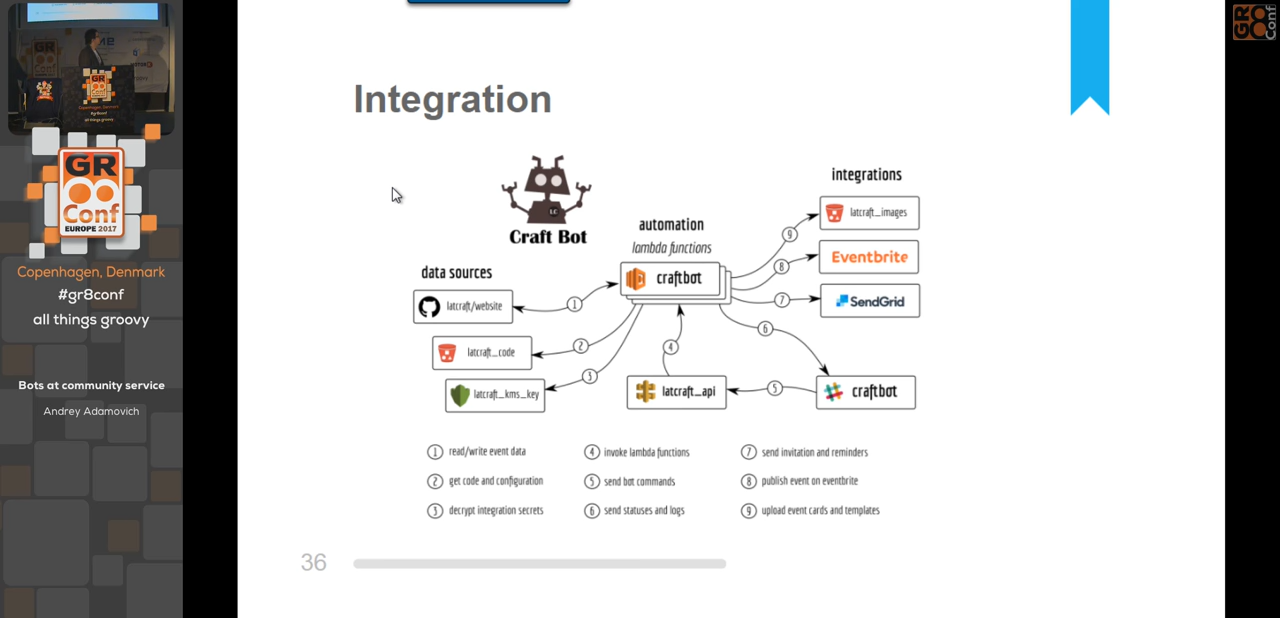 GR
Conf
EUROPE 2017
Copenhagen, Denmark
#gr8conf
all things groovy
Bots at community service
Andrey Adamovich
GR
Conf
Integration
LC
Craft Bot
data sources
latcraft/website
latcraft_code
latcraft_kms_key
automation
lambda functions
craftbot
latcraft_api
integrations
latcraft_images
Eventbrite
SendGrid
craftbot
1
2
3
4
5
6
7
8
9
1 read/write event data
2 get code and configuration
3 decrypt integration secrets
4 invoke lambda functions
5 send bot commands
6 send statuses and logs
7 send invitation and reminders
8 publish event on eventbrite
9 upload event cards and templates
36